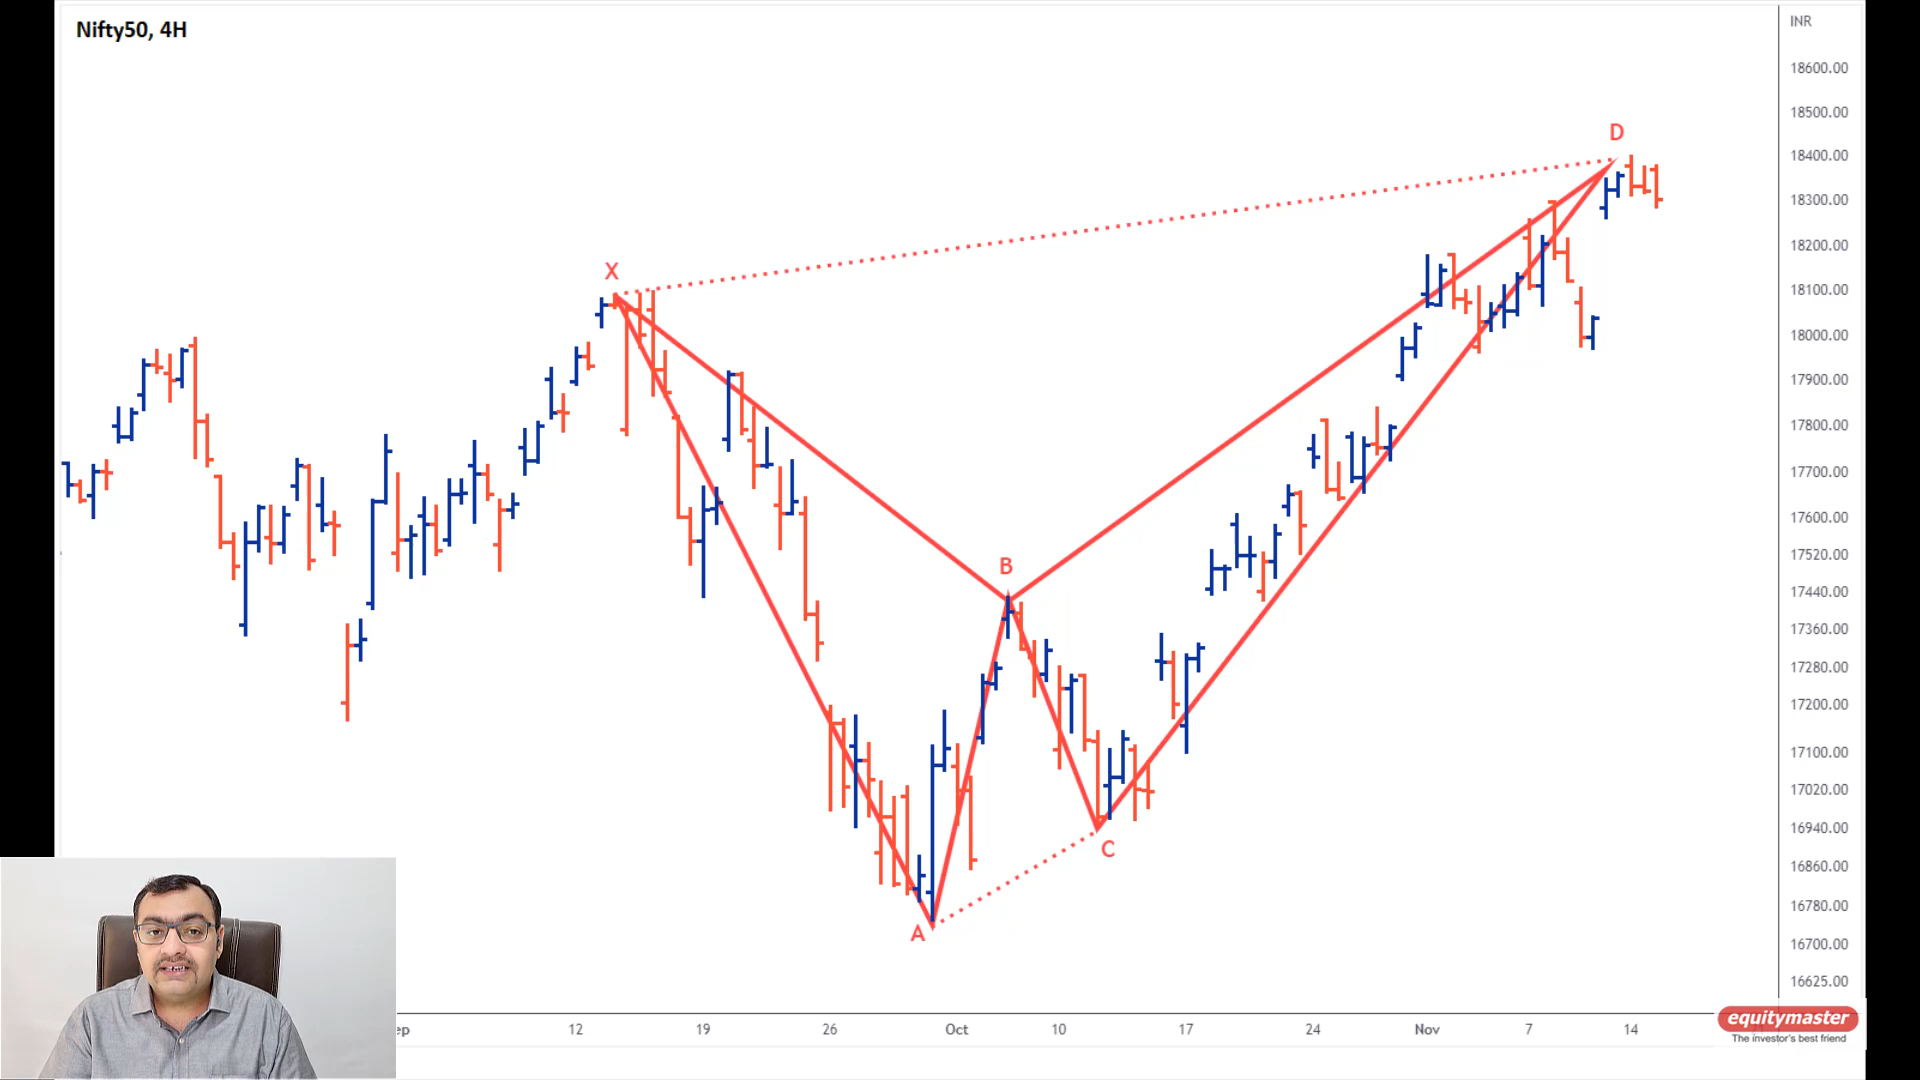 Nifty50, 4H
INR
18600.00
18500.00
D
18400.00
18300.00
18200.00
X
18100.00
18000.00
17900.00
17800.00
17700.00
17600.00
17520.00
B
17440.00
17360.00
17280.00
17200.00
17100.00
17020.00
16940.00
C
16860.00
16780.00
A
16700.00
16625.00
ep 12 19 26 Oct 10 17 24 Nov 7 14
equitymaster
The investor's best friend